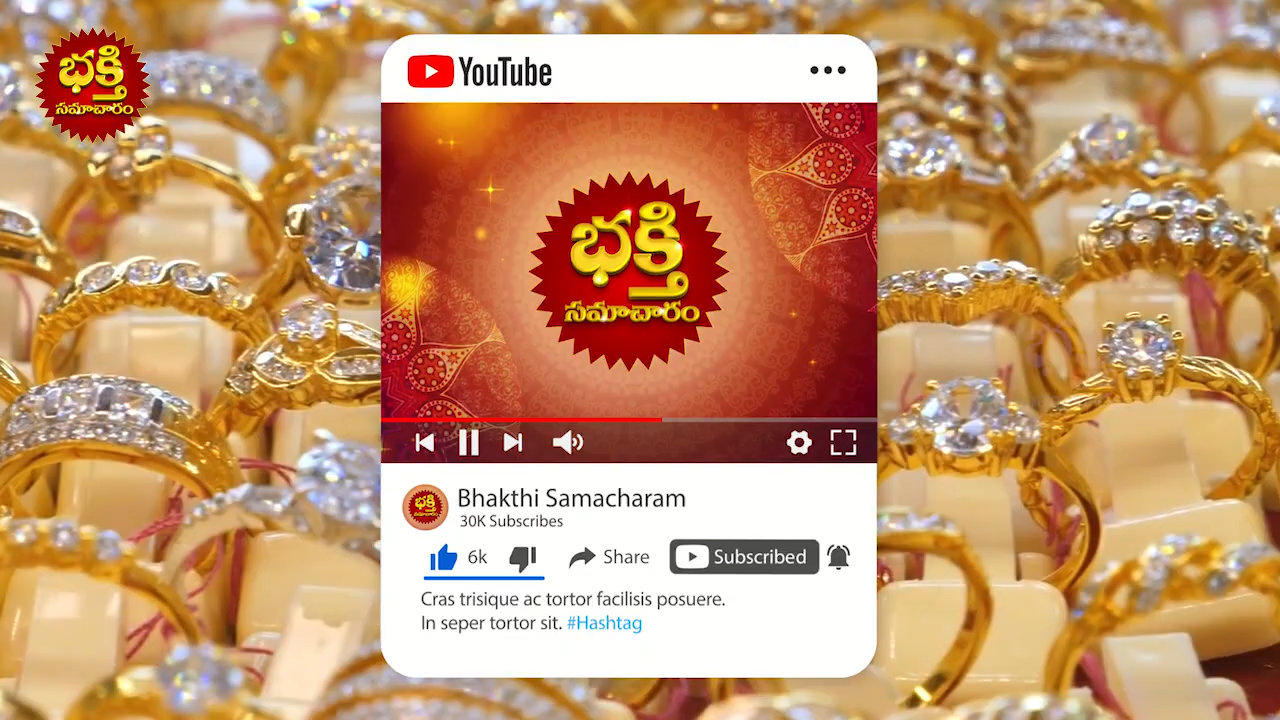 భక్తి
సమాచారం
YouTube
భక్తి
సమాచారం
భక్తి
Bhakthi Samacharam
30K Subscribes
6k
Share
Subscribed
Cras trisique ac tortor facilisis posuere.
In seper tortor sit. #Hashtag